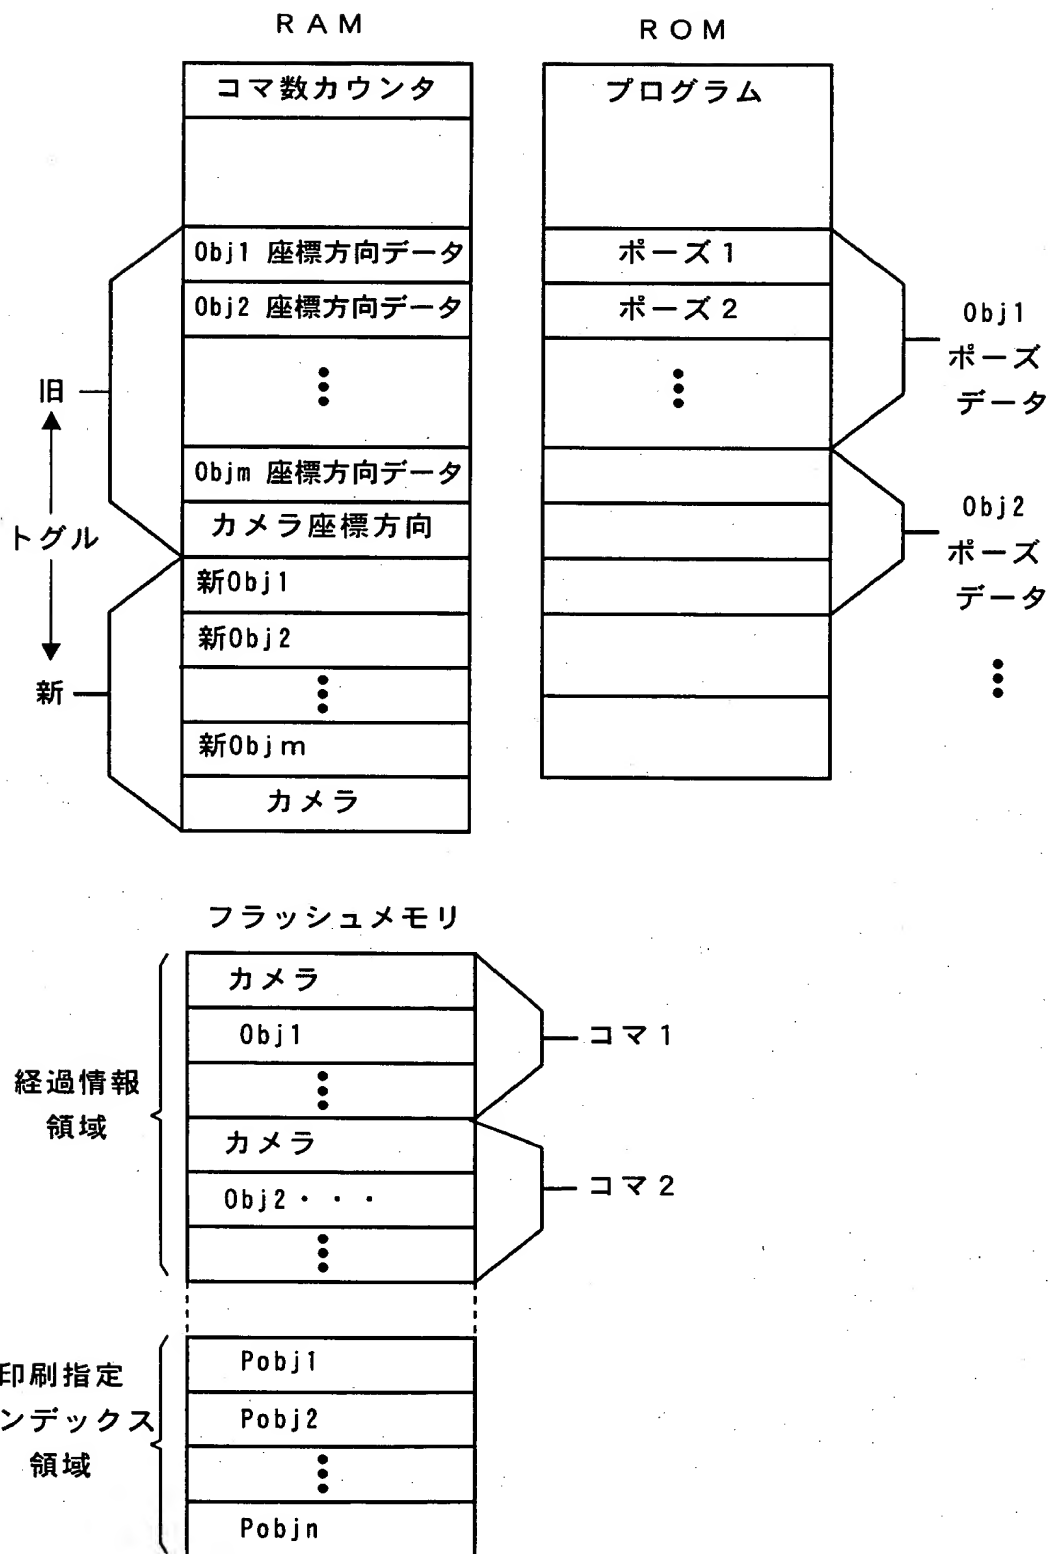 RAM
コマ数カウンタ
Obj1 座標方向データ
Obj2 座標方向データ
Objm 座標方向データ
カメラ座標方向
新Obj1
新Obj2
新Objm
カメラ
旧
トグル
新
ROM
プログラム
ポーズ1
ポーズ2
Obj1
ポーズ
データ
Obj2
ポーズ
データ
フラッシュメモリ
カメラ
Obj1
カメラ
Obj2・・・
コマ1
コマ2
経過情報
領域
Pobj1
Pobj2
Pobjn
印刷指定
ンデックス
領域